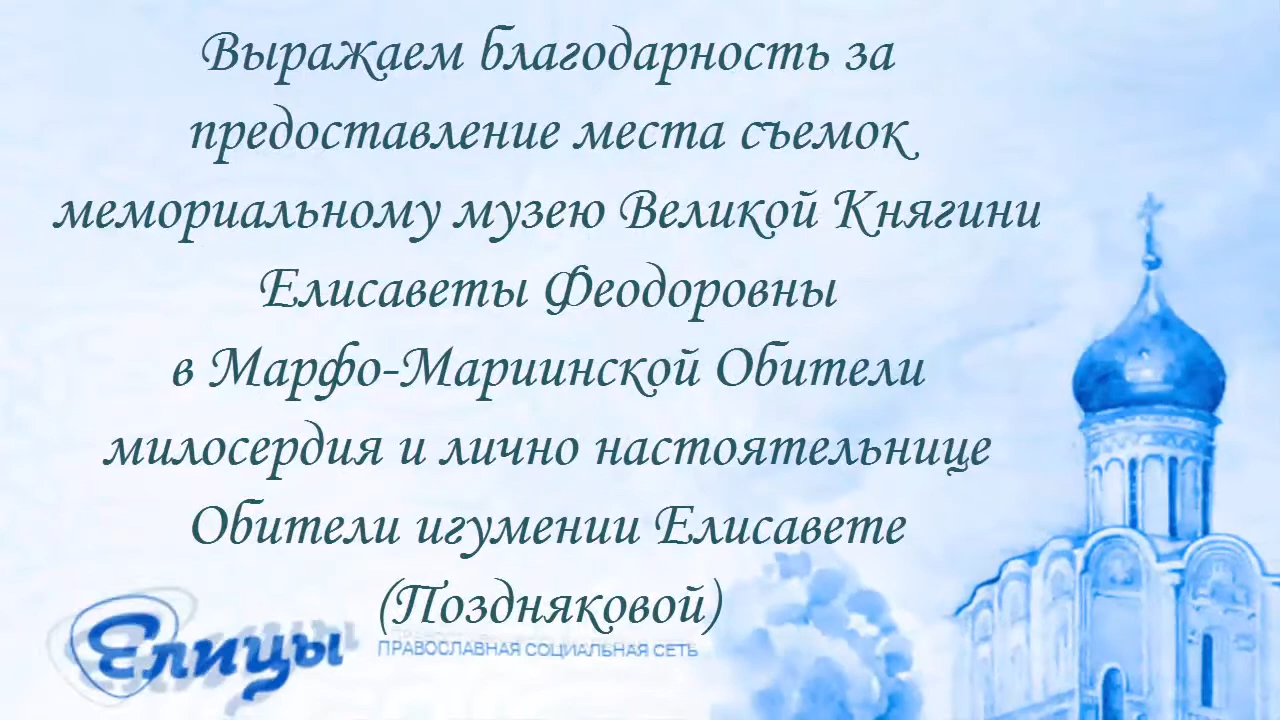 Выражаем благодарность за
предоставление места съемок
мемориальному музею Великой Княгини
Елисаветы Феодоровны
в Марфо-Мариинской Обители
милосердия и лично настоятельнице
Обители игумении Елисавете
(Поздняковой)
Елицы
ПРАВОСЛАВНАЯ СОЦИАЛЬНАЯ СЕТЬ